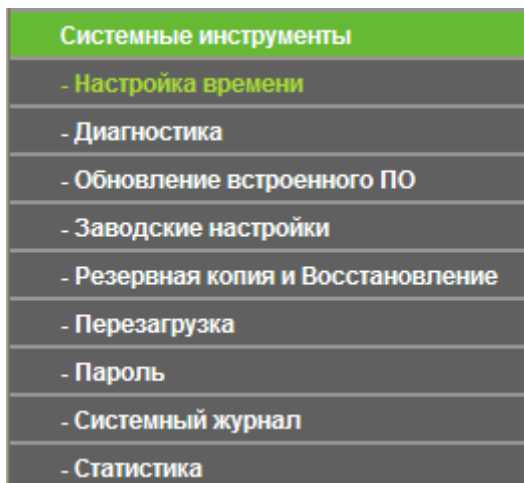 Системные инструменты
- Настройка времени
- Диагностика
- Обновление встроенного ПО
- Заводские настройки
- Резервная копия и Восстановление
- Перезагрузка
- Пароль
- Системный журнал
- Статистика